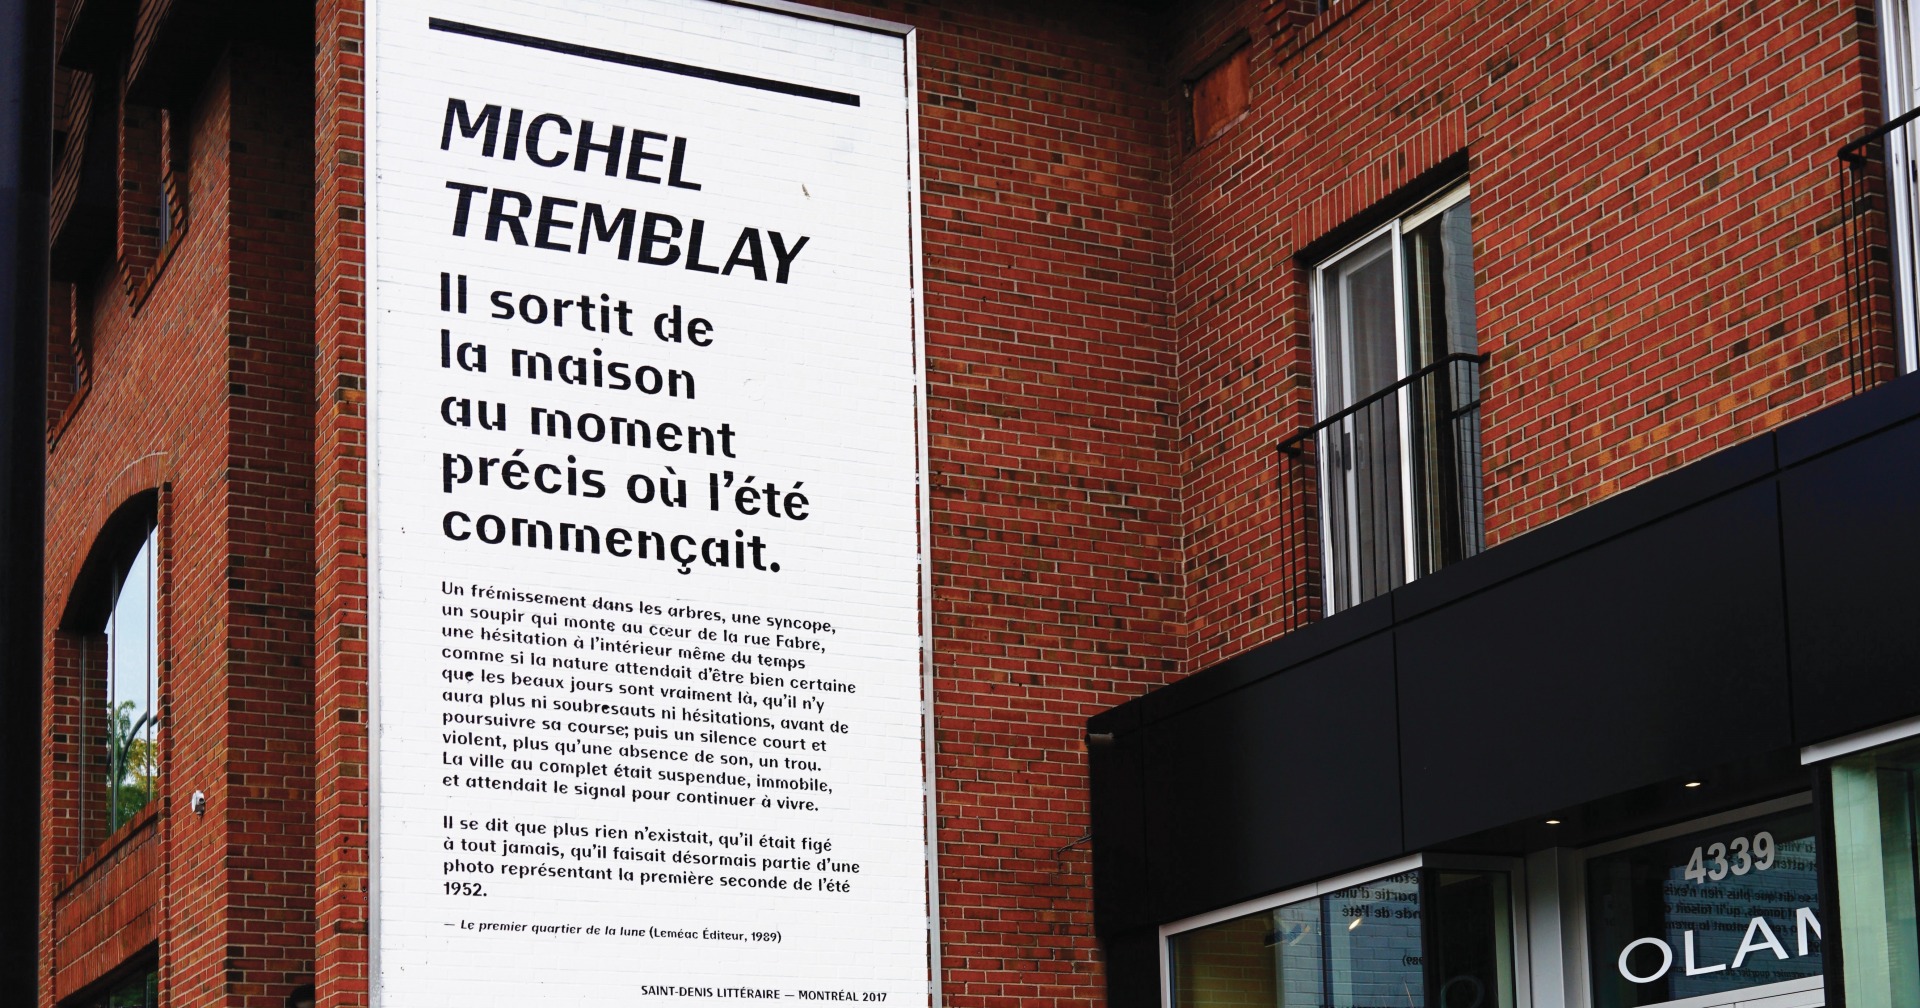 MICHEL
TREMBLAY
Il sortit de
la maison
au moment
précis où l'été
commençait.
Un frémissement dans les arbres, une syncope,
un soupir qui monte au cœur de la rue Fabre,
une hésitation à l'intérieur même du temps
comme si la nature attendait d'être bien certaine
que les beaux jours sont vraiment là, qu'il n'y
aura plus ni soubresauts ni hésitations, avant de
poursuivre sa course; puis un silence court et
violent, plus qu'une absence de son, un trou.
La ville au complet était suspendue, immobile,
et attendait le signal pour continuer à vivre.
Il se dit que plus rien n'existait, qu'il était figé
à tout jamais, qu'il faisait désormais partie d'une
photo représentant la première seconde de l'été
1952.
— Le premier quartier de la lune (Leméac Éditeur, 1989)
SAINT-DENIS LITTÉRAIRE — MONTRÉAL 2017
4339
OLAM